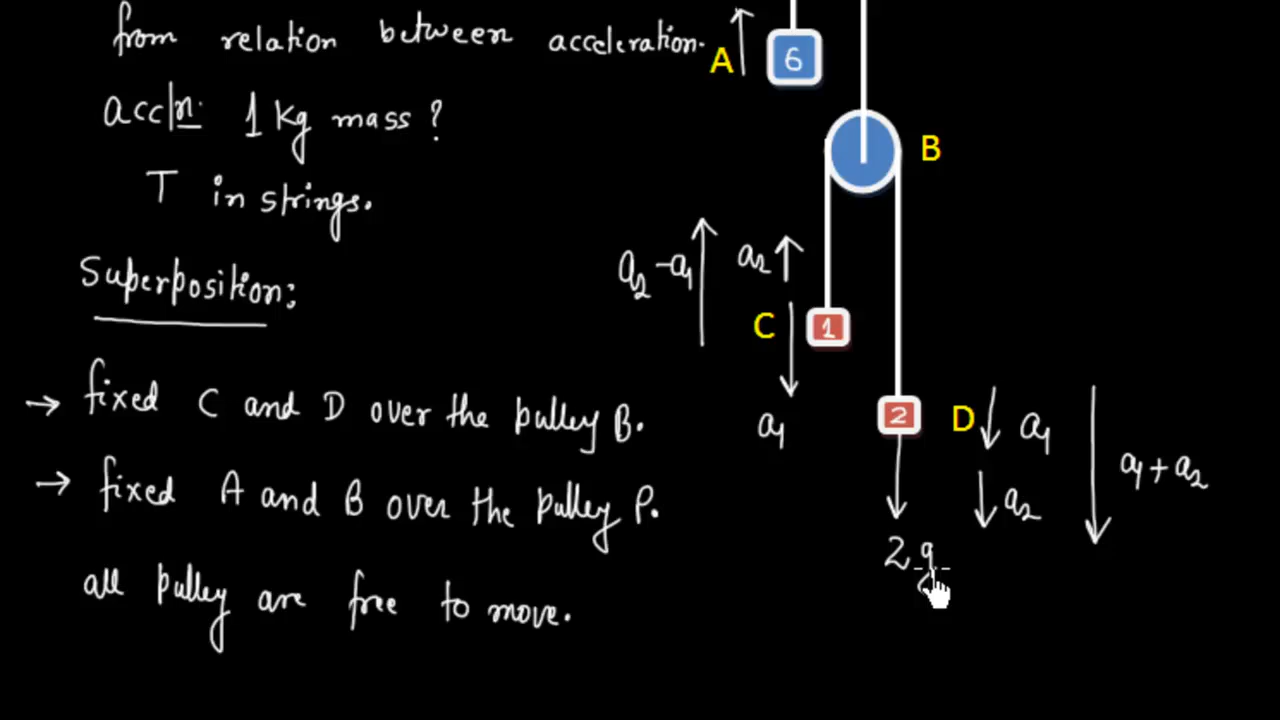 from relation between acceleration.
A
6
acc|n. 1 kg mass ?
B
T in strings.
a2 - a1
a2
Superposition:
C
1
→ fixed C and D over the pulley B.
a1
2
D
a1
a1 + a2
→ fixed A and B over the pulley P.
a2
2g
all pulley are free to move.